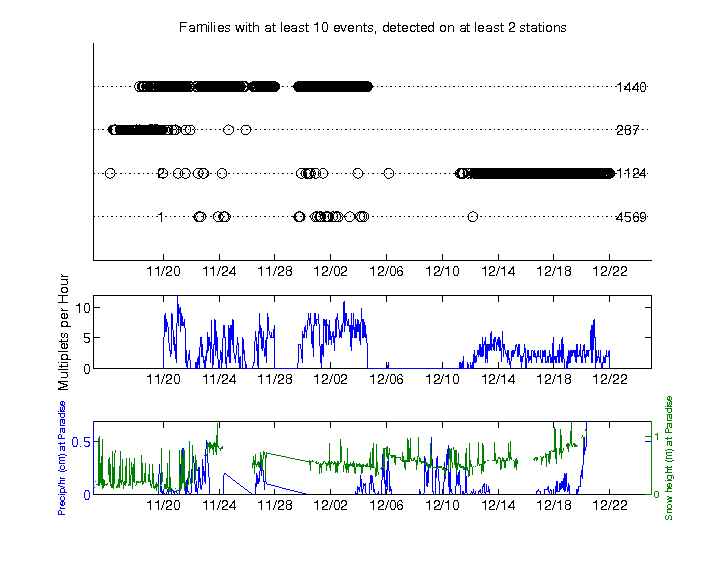 Families with at least 10 events, detected on at least 2 stations
1440
267
2 1124
1 4569
11/20 11/24 11/28 12/02 12/06 12/10 12/14 12/18 12/22
Multiplets per Hour
10
5
0
11/20 11/24 11/28 12/02 12/06 12/10 12/14 12/18 12/22
Precip/hr (cm) at Paradise
0.5
0
1
0
Snow height (m) at Paradise
11/20 11/24 11/28 12/02 12/06 12/10 12/14 12/18 12/22